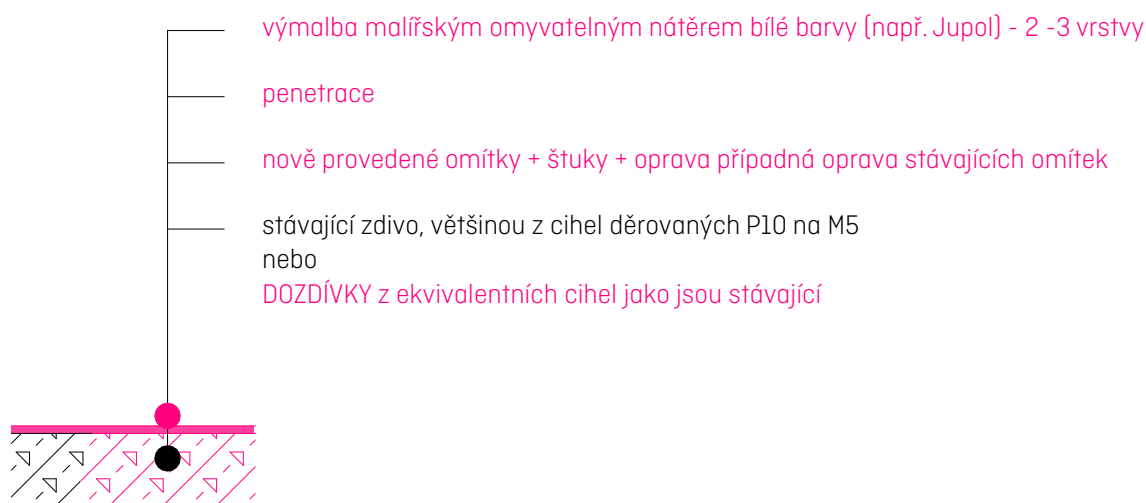 výmalba malířským omyvatelným nátěrem bílé barvy (např. Jupol) - 2 -3 vrstvy
penetrace
nově provedené omítky + štuky + oprava případná oprava stávajících omítek
stávající zdivo, většinou z cihel děrovaných P10 na M5
nebo
DOZDÍVKY z ekvivalentních cihel jako jsou stávající